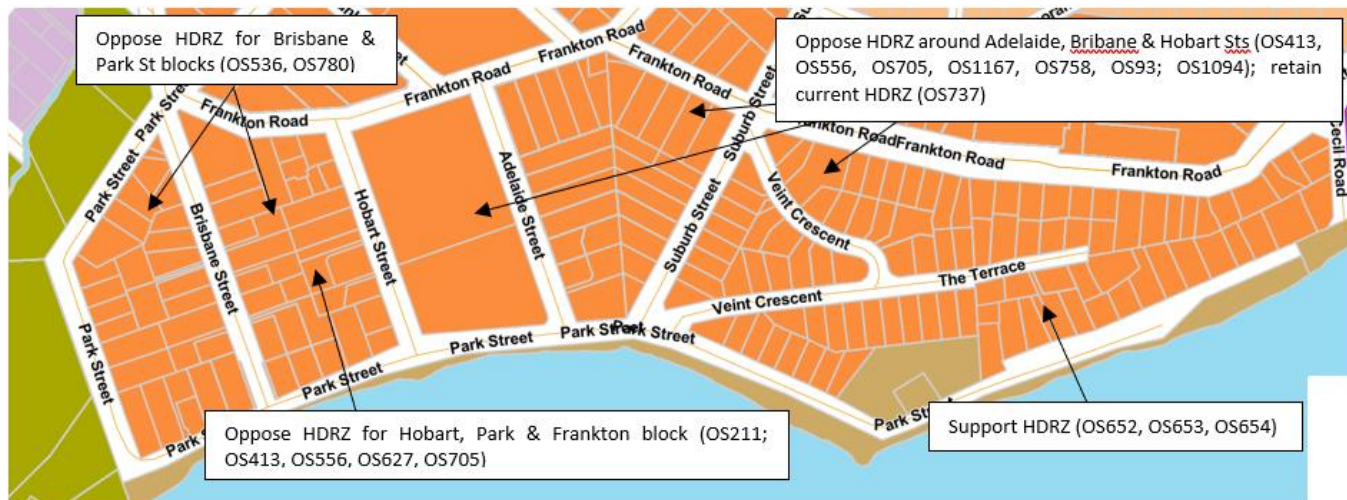 Oppose HDRZ for Brisbane &
Park St blocks (OS536, OS780)
Oppose HDRZ around Adelaide, Bribane & Hobart Sts (OS413,
OS556, OS705, OS1167, OS758, OS93; OS1094); retain
current HDRZ (OS737)
Frankton Road
Frankton Road
Frankton Road
Frankton Road
Park Street
Park Street
Suburb Street
Frankton Road
Frankton Road
Cecil Road
Brisbane Street
Hobart Street
Adelaide Street
Suburb Street
Veint Crescent
The Terrace
Veint Crescent
Park Street
Park Street
Park Street
Park Street
Park Street
Oppose HDRZ for Hobart, Park & Frankton block (OS211;
OS413, OS556, OS627, OS705)
Support HDRZ (OS652, OS653, OS654)